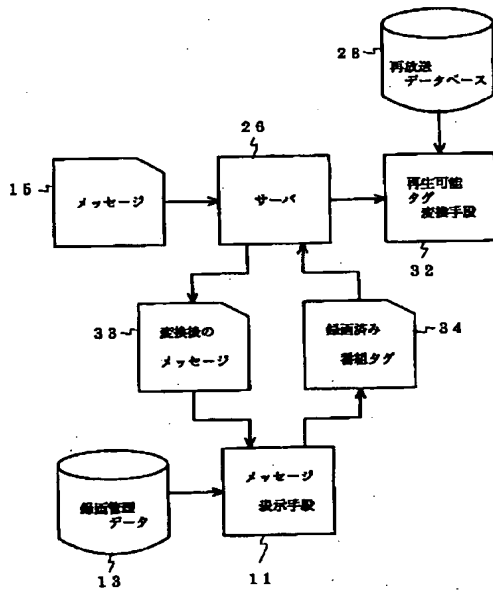 28
再放送
データベース
26
15
メッセージ
サーバ
再生可能
タグ
変換手段
32
33
変換後の
メッセージ
録画済み
番組タグ
34
録画管理
データ
メッセージ
表示手段
13
11